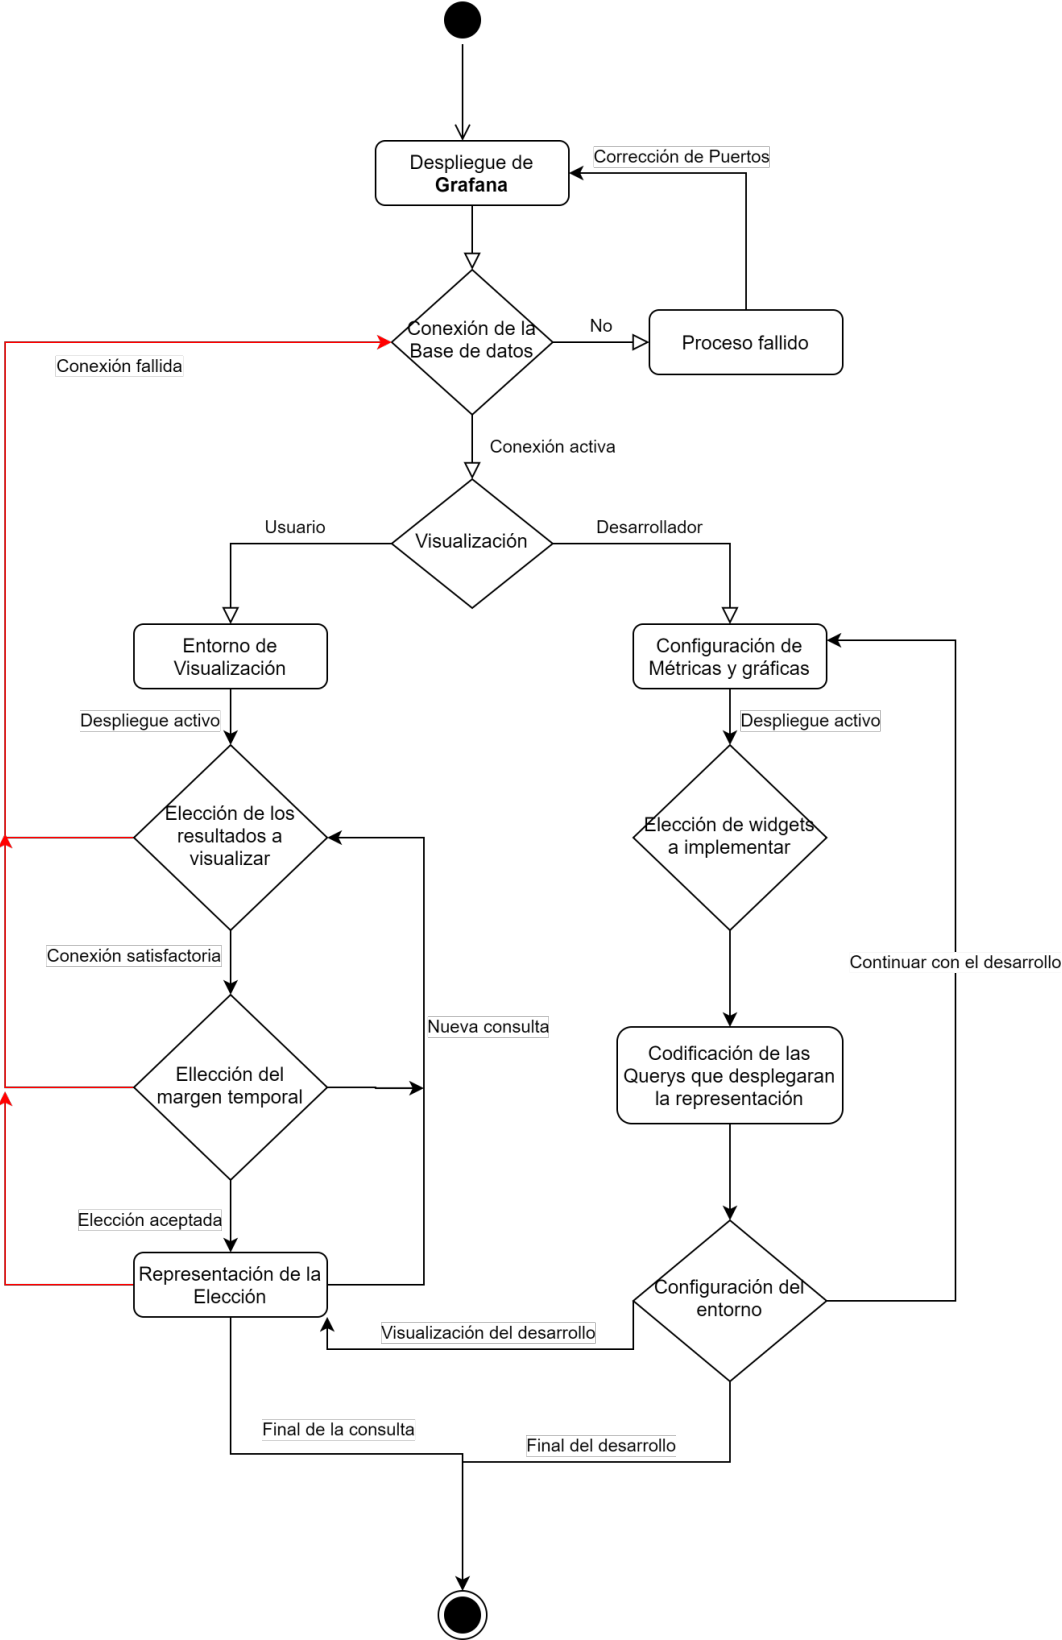 Despliegue de
Grafana
Corrección de Puertos
Conexión de la
Base de datos
No
Proceso fallido
Conexión fallida
Conexión activa
Usuario
Visualización
Desarrollador
Entorno de
Visualización
Configuración de
Métricas y gráficas
Despliegue activo
Despliegue activo
Elección de los
resultados a
visualizar
Elección de widgets
a implementar
Conexión satisfactoria
Continuar con el desarrollo
Nueva consulta
Ellección del
margen temporal
Codificación de las
Querys que desplegaran
la representación
Elección aceptada
Representación de la
Elección
Configuración del
entorno
Visualización del desarrollo
Final de la consulta
Final del desarrollo